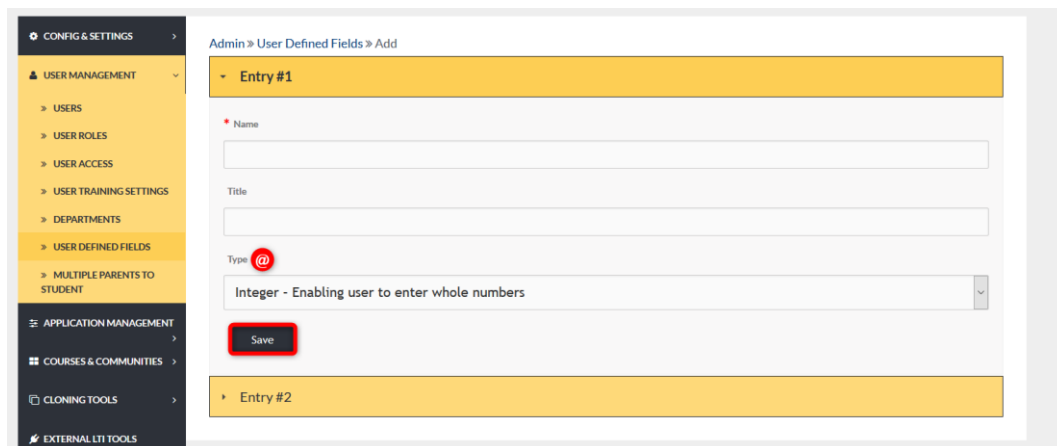 CONFIG & SETTINGS
USER MANAGEMENT
» USERS
» USER ROLES
» USER ACCESS
» USER TRAINING SETTINGS
» DEPARTMENTS
» USER DEFINED FIELDS
» MULTIPLE PARENTS TO
STUDENT
APPLICATION MANAGEMENT
COURSES & COMMUNITIES
CLONING TOOLS
EXTERNAL LTI TOOLS
Admin » User Defined Fields » Add
Entry #1
* Name
Title
Type @
Integer - Enabling user to enter whole numbers
Save
Entry #2